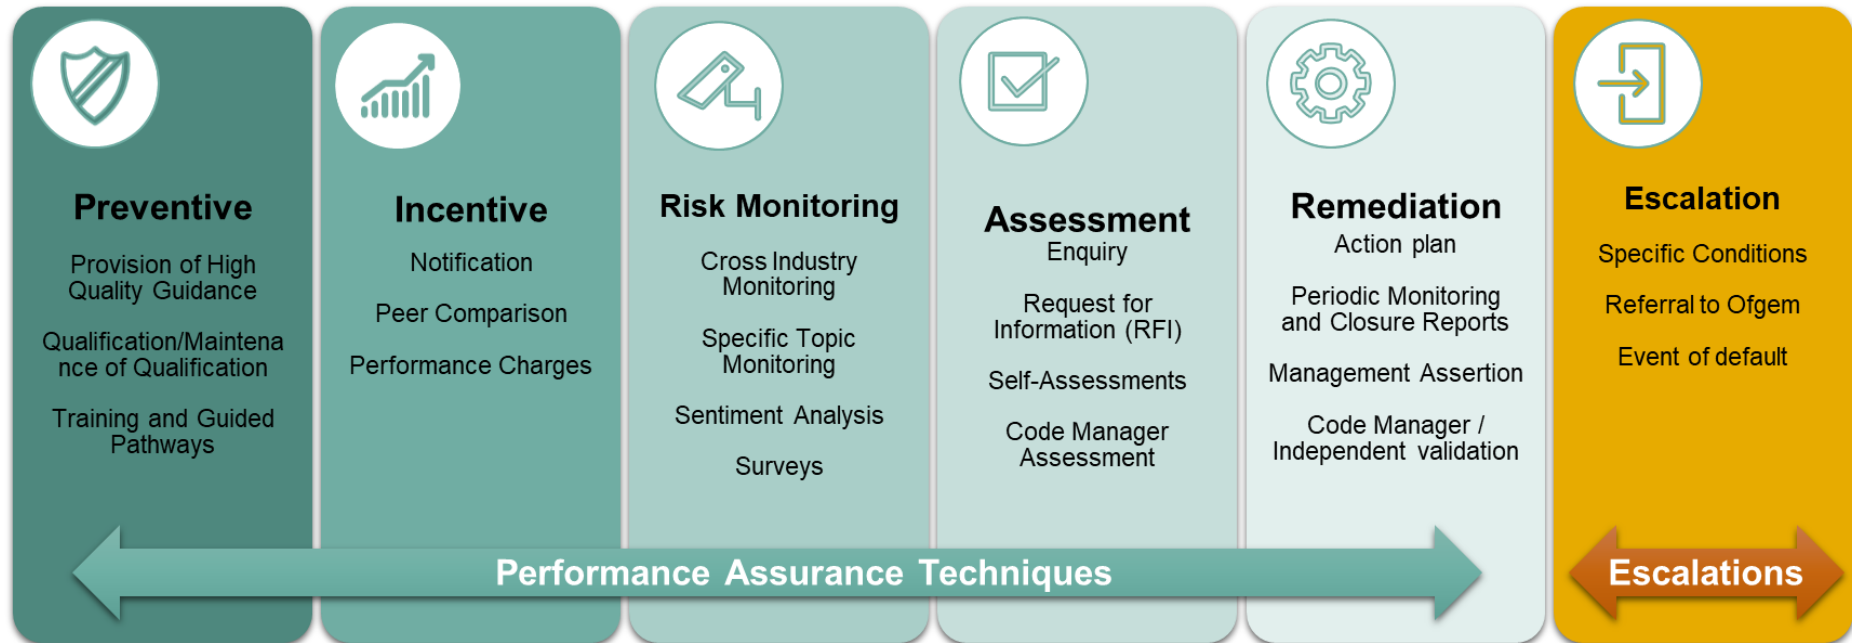 Preventive
Provision of High
Quality Guidance
Qualification/Maintena
nce of Qualification
Training and Guided
Pathways
Incentive
Notification
Peer Comparison
Performance Charges
Risk Monitoring
Cross Industry
Monitoring
Specific Topic
Monitoring
Sentiment Analysis
Surveys
Assessment
Enquiry
Request for
Information (RFI)
Self-Assessments
Code Manager
Assessment
Remediation
Action plan
Periodic Monitoring
and Closure Reports
Management Assertion
Code Manager /
Independent validation
Escalation
Specific Conditions
Referral to Ofgem
Event of default
Performance Assurance Techniques
Escalations